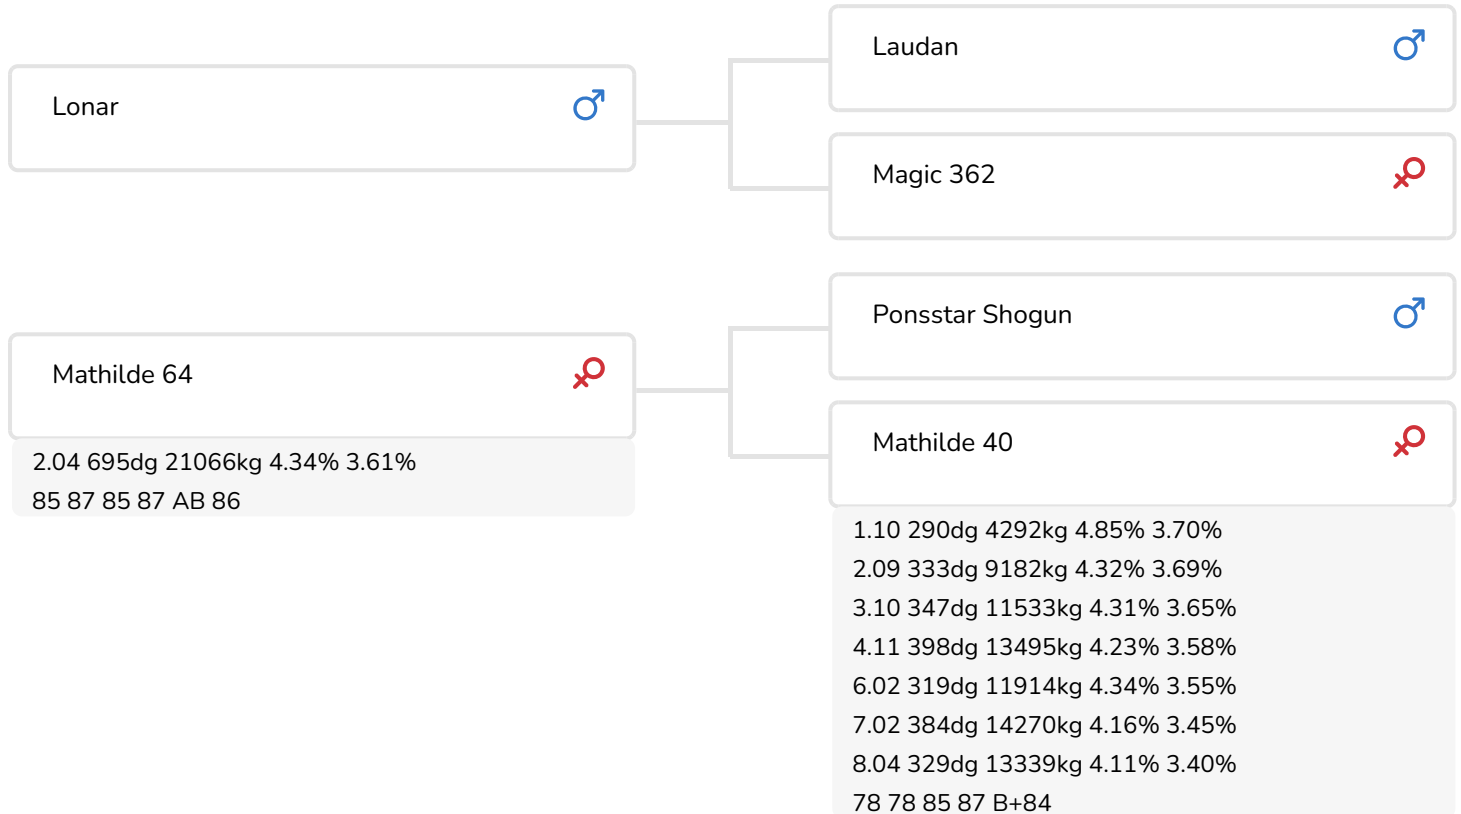 Lonar
Laudan
Magic 362
Mathilde 64
2.04 695dg 21066kg 4.34% 3.61%
85 87 85 87 AB 86
Ponsstar Shogun
Mathilde 40
1.10 290dg 4292kg 4.85% 3.70%
2.09 333dg 9182kg 4.32% 3.69%
3.10 347dg 11533kg 4.31% 3.65%
4.11 398dg 13495kg 4.23% 3.58%
6.02 319dg 11914kg 4.34% 3.55%
7.02 384dg 14270kg 4.16% 3.45%
8.04 329dg 13339kg 4.11% 3.40%
78 78 85 87 B+84